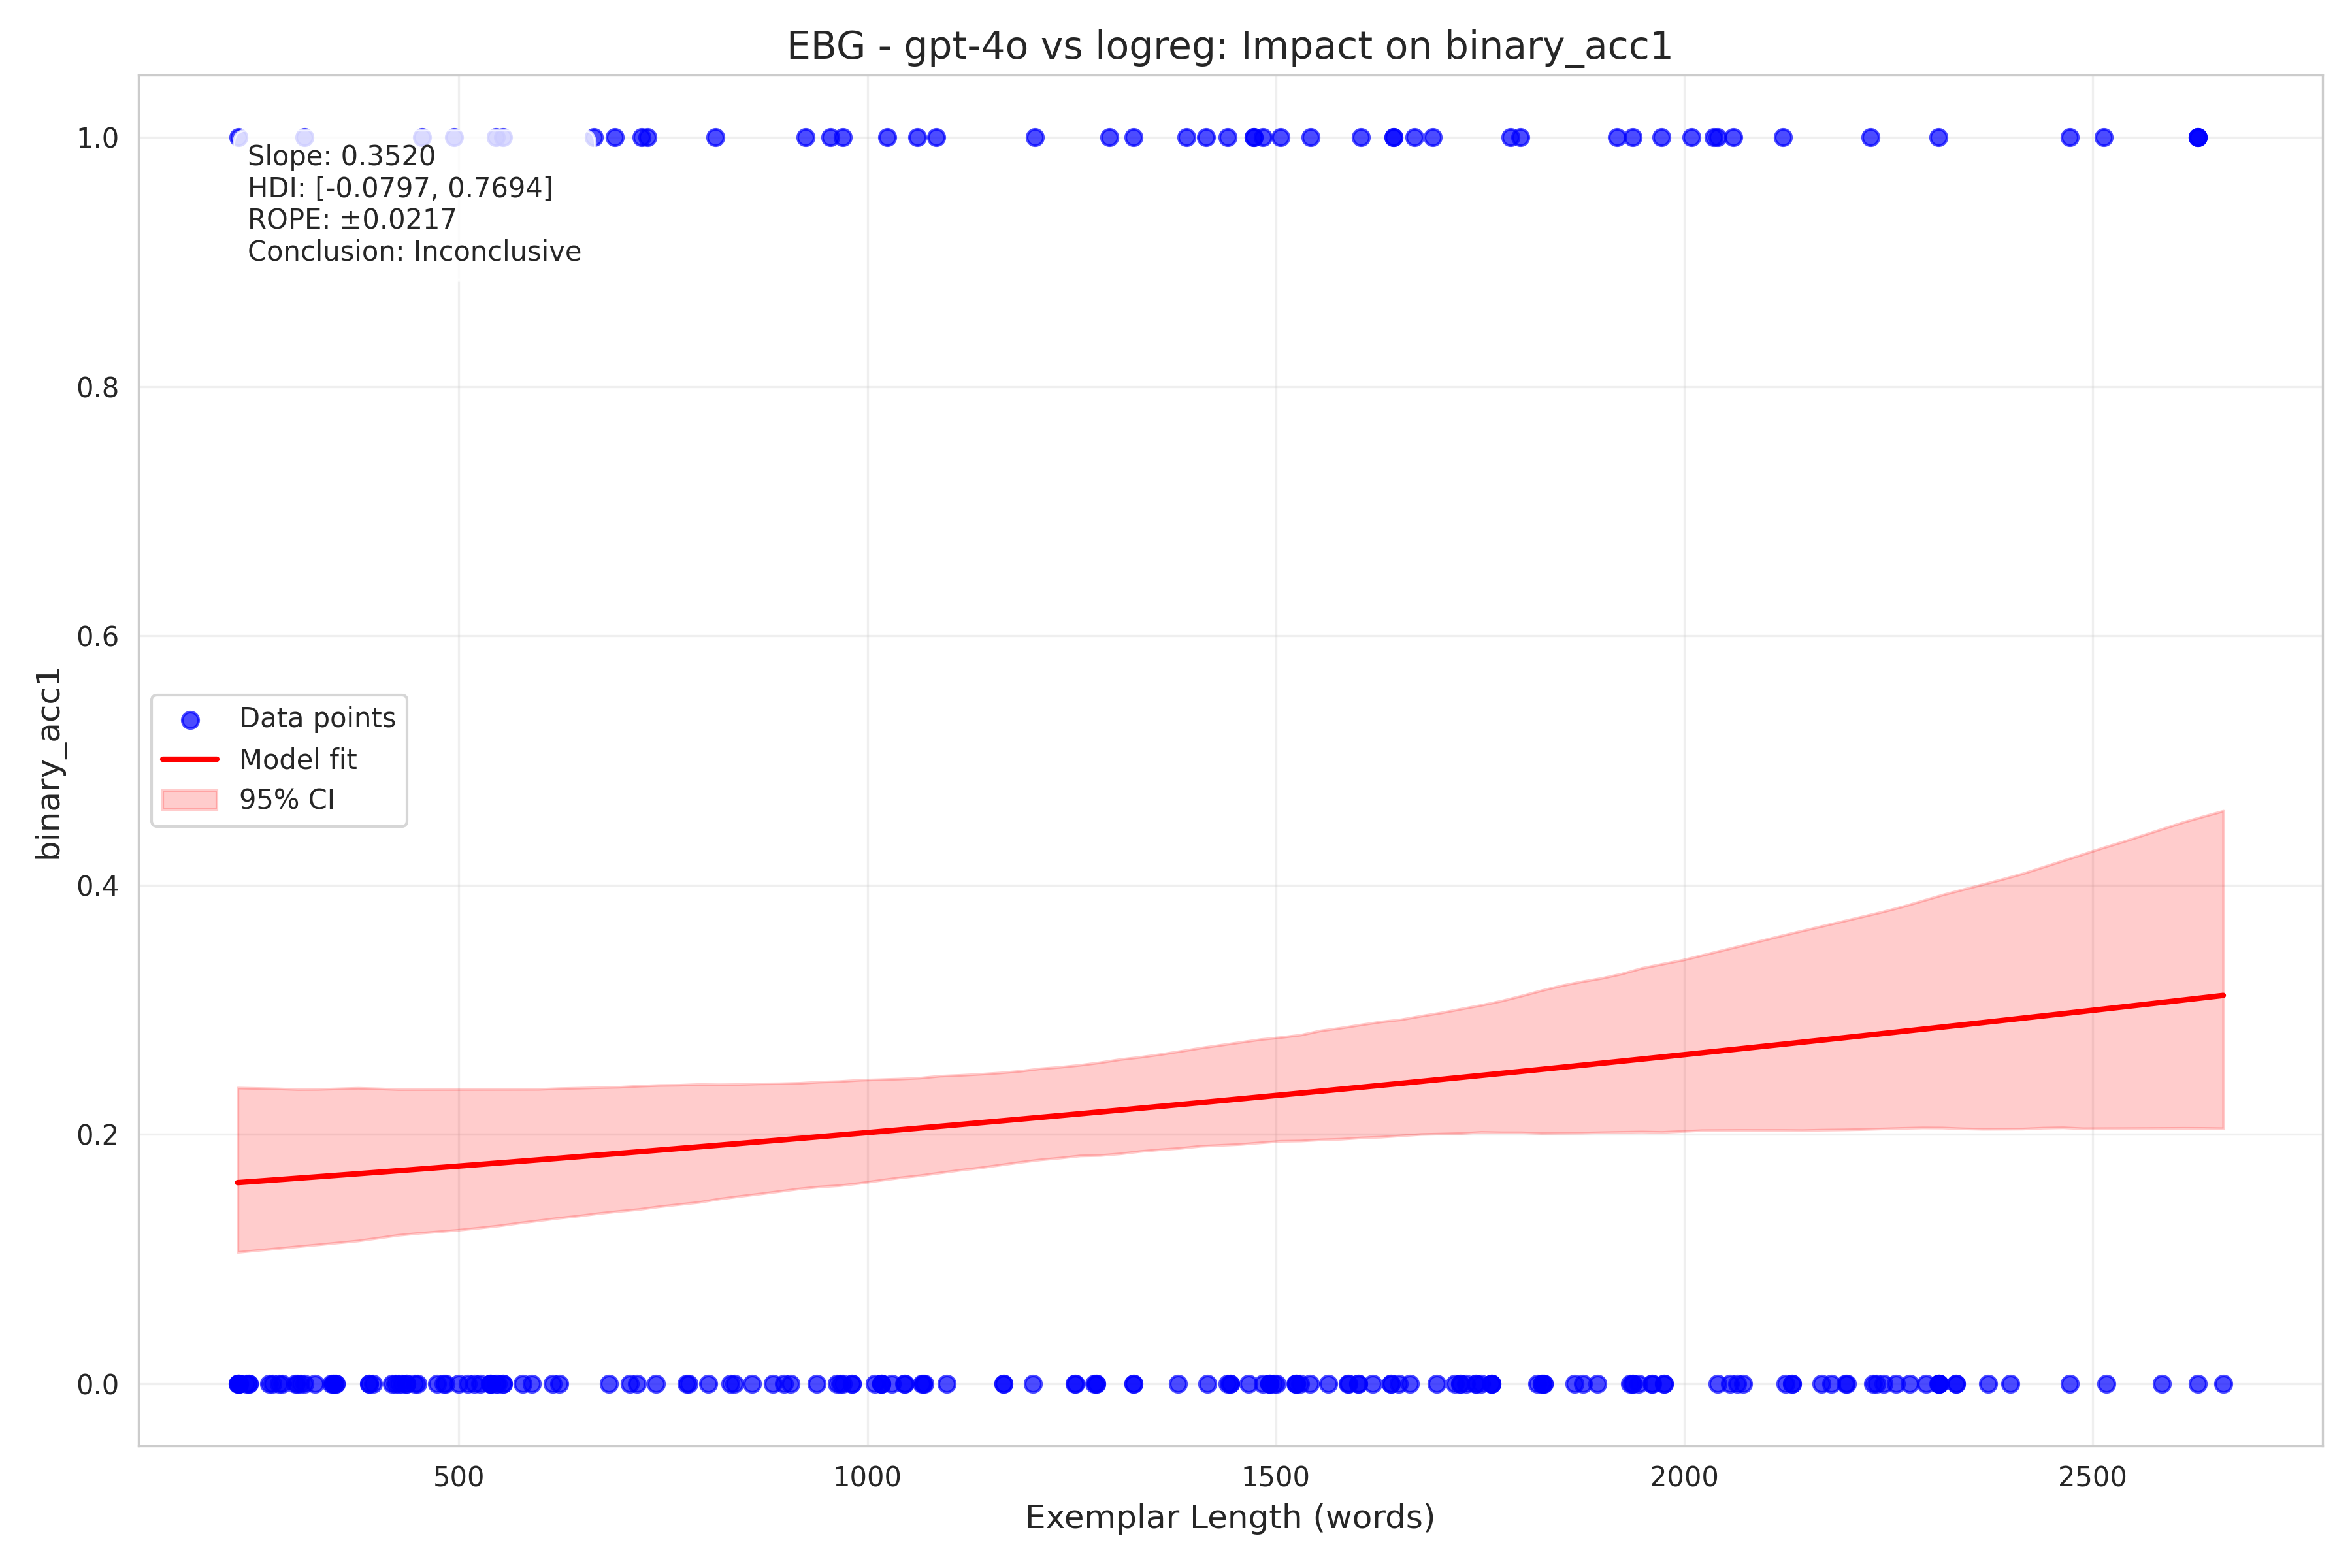 EBG - gpt-4o vs logreg: Impact on binary_acc1
1.0
0.8
0.6
0.4
0.2
0.0
binary_acc1
Slope: 0.3520
HDI: [-0.0797, 0.7694]
ROPE: ±0.0217
Conclusion: Inconclusive
Data points
Model fit
95% CI
500
1000
1500
2000
2500
Exemplar Length (words)